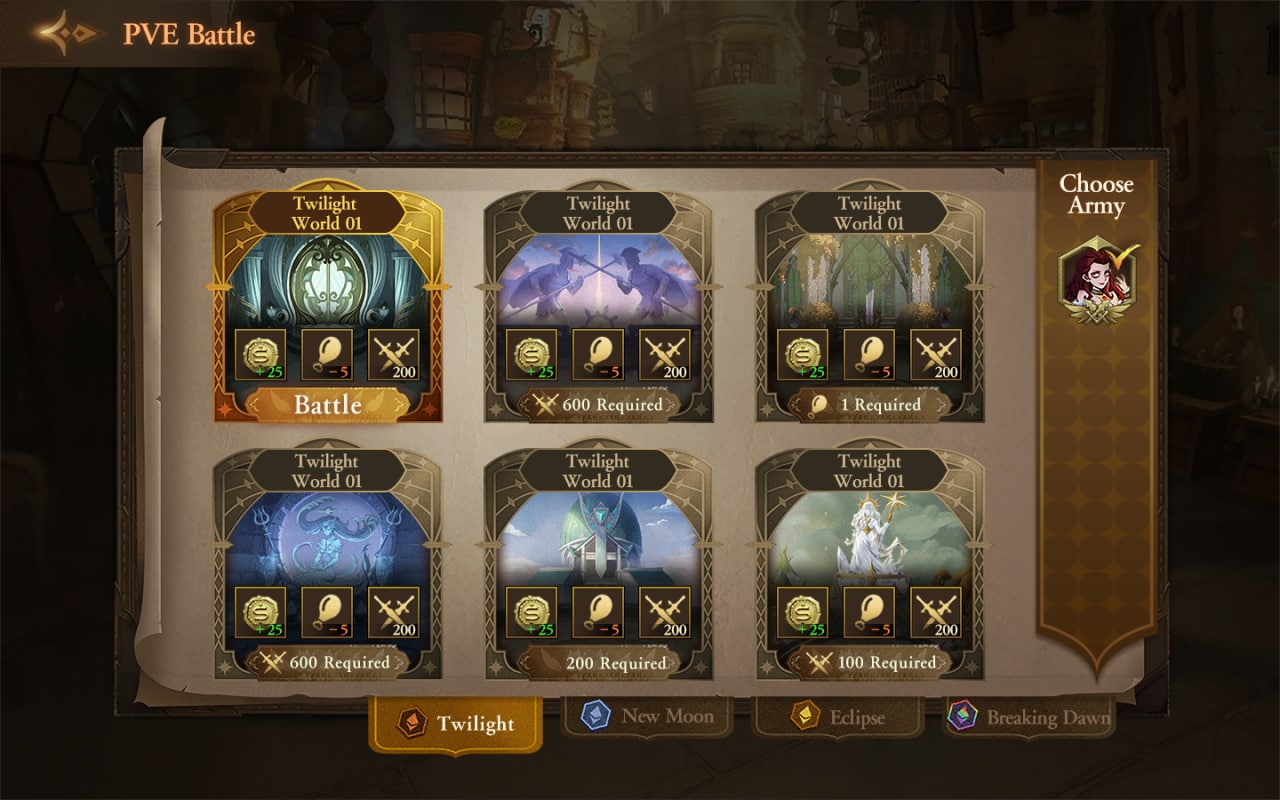 PVE Battle
Choose
Army
Twilight
World 01
+25
-5
200
Battle
Twilight
World 01
+25
-5
200
600 Required
Twilight
World 01
+25
-5
200
1 Required
Twilight
World 01
+25
-5
200
600 Required
Twilight
World 01
+25
-5
200
200 Required
Twilight
World 01
+25
-5
200
100 Required
Twilight
New Moon
Eclipse
Breaking Dawn